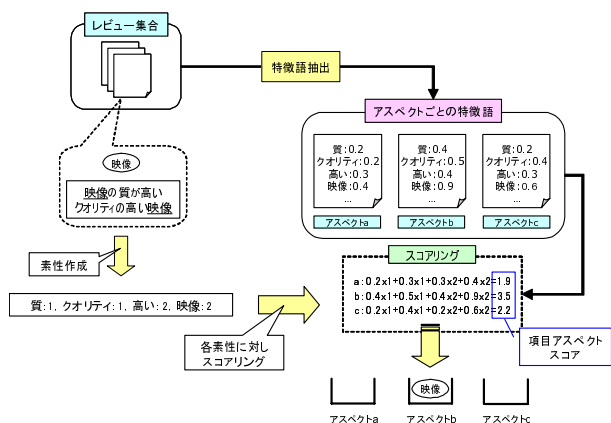 レビュー集合
特徴語抽出
アスペクトごとの特徴語
質:0.2
クオリティ:0.2
高い:0.3
映像:0.4
...
アスペクトa
質:0.4
クオリティ:0.5
高い:0.4
映像:0.9
...
アスペクトb
質:0.2
クオリティ:0.4
高い:0.3
映像:0.6
...
アスペクトc
映像
映像の質が高い
クオリティの高い映像
素性作成
質:1, クオリティ:1, 高い:2, 映像:2
各素性に対し
スコアリング
スコアリング
a:0.2x1+0.3x1+0.3x2+0.4x2=1.9
b:0.4x1+0.5x1+0.4x2+0.9x2=3.5
c:0.2x1+0.4x1+0.2x2+0.6x2=2.2
項目アスペクト
スコア
映像
アスペクトa
アスペクトb
アスペクトc